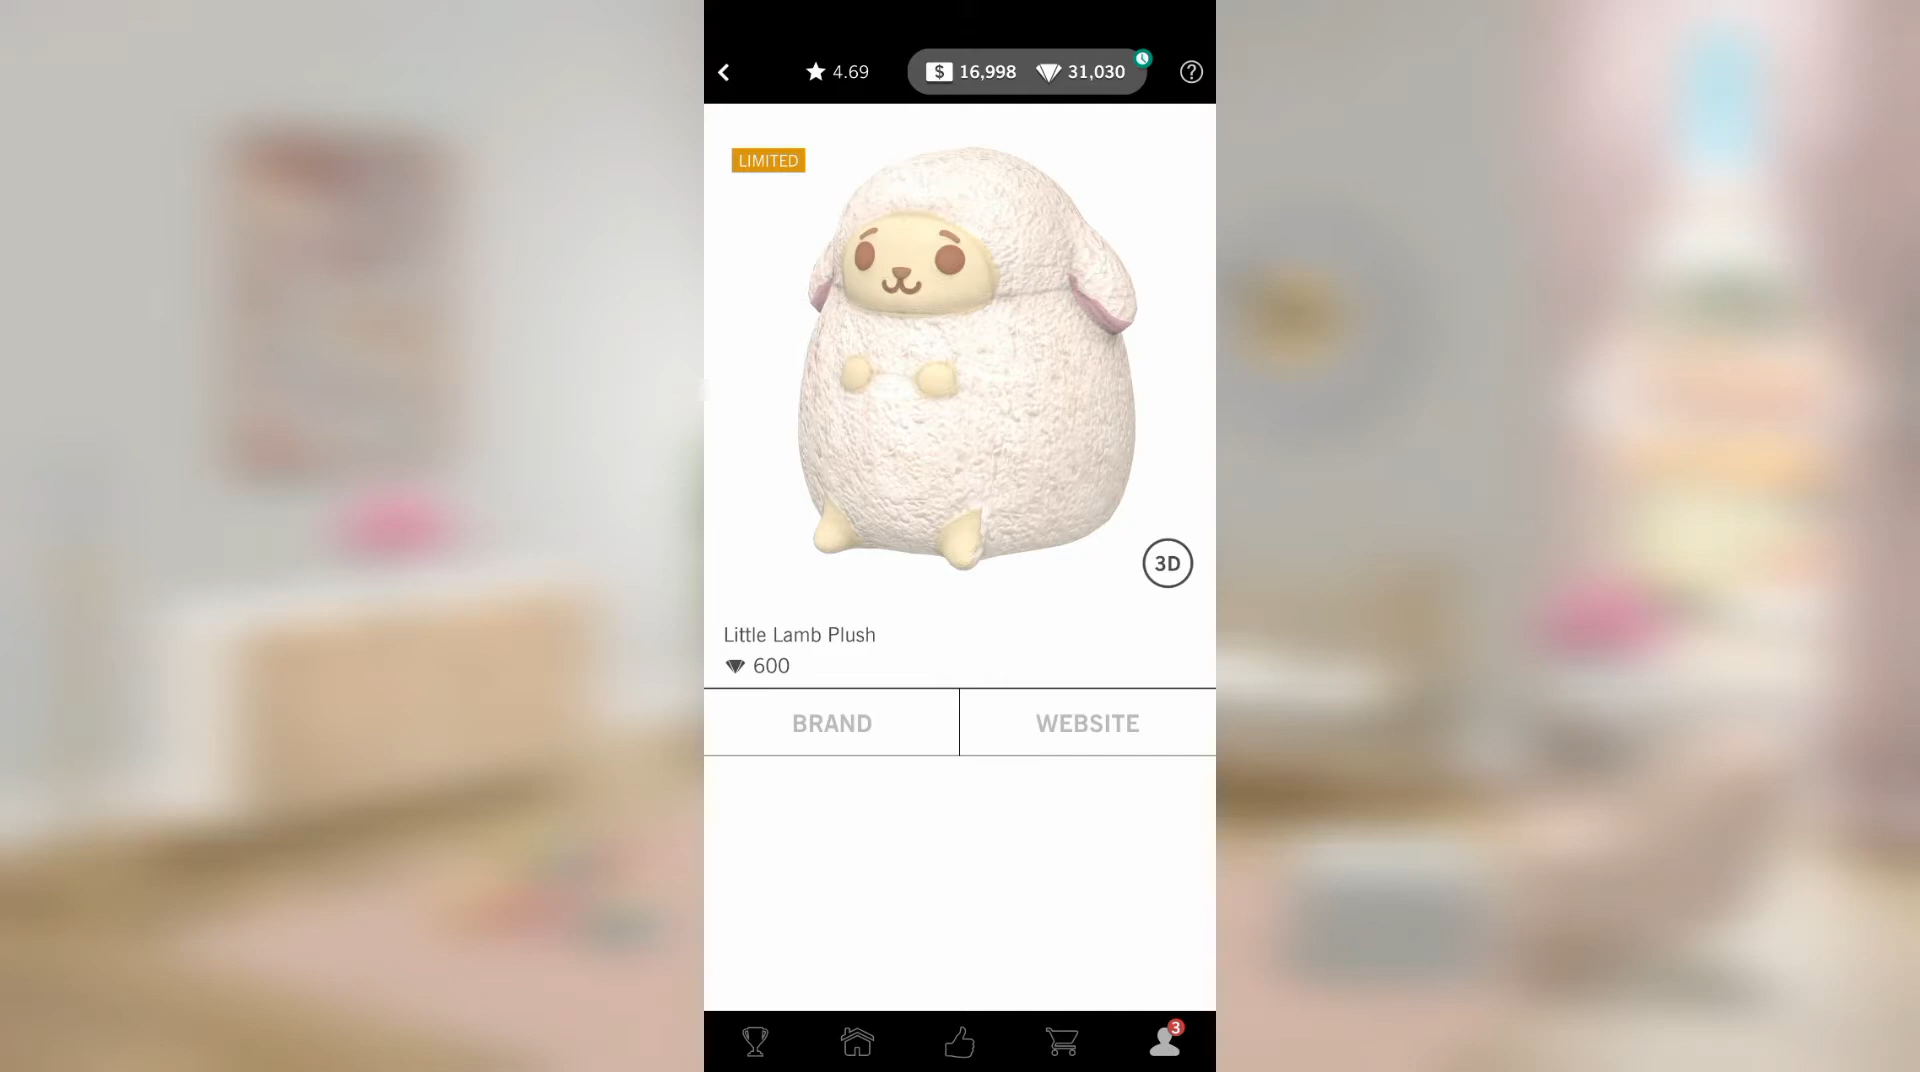 4.69
$ 16,998 31,030
?
LIMITED
3D
Little Lamb Plush
600
BRAND
WEBSITE
3